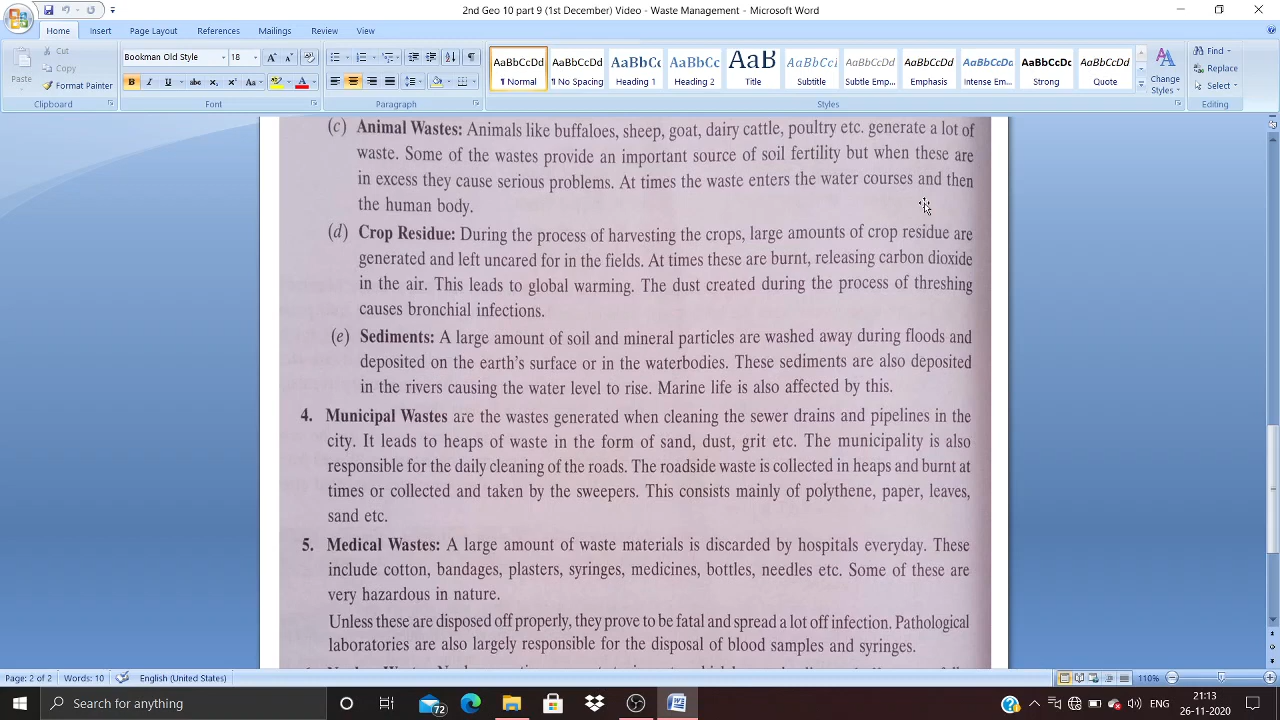 2nd Geo 10 part 9 (1st December) Video - Waste Management - Microsoft Word
Home Insert Page Layout References Mailings Review View
Paste
Cut
Copy
Format Painter
Clipboard
Bookman Old Style 18
Font
Paragraph
AaBbCcDd AaBbCcDd AaBbCc AaBbCc AaB AaBbCc( AaBbCcDd AaBbCcDd AaBbCcDd AaBbCcDd AaBbCcDd
¶ Normal ¶ No Spacing Heading 1 Heading 2 Title Subtitle Subtle Emp... Emphasis Intense Em... Strong Quote
Change Styles
Styles
Find
Replace
Select
Editing
(c) Animal Wastes: Animals like buffaloes, sheep, goat, dairy cattle, poultry etc. generate a lot of
waste. Some of the wastes provide an important source of soil fertility but when these are
in excess they cause serious problems. At times the waste enters the water courses and then
the human body.
(d) Crop Residue: During the process of harvesting the crops, large amounts of crop residue are
generated and left uncared for in the fields. At times these are burnt, releasing carbon dioxide
in the air. This leads to global warming. The dust created during the process of threshing
causes bronchial infections.
(e) Sediments: A large amount of soil and mineral particles are washed away during floods and
deposited on the earth's surface or in the waterbodies. These sediments are also deposited
in the rivers causing the water level to rise. Marine life is also affected by this.
4. Municipal Wastes are the wastes generated when cleaning the sewer drains and pipelines in the
city. It leads to heaps of waste in the form of sand, dust, grit etc. The municipality is also
responsible for the daily cleaning of the roads. The roadside waste is collected in heaps and burnt at
times or collected and taken by the sweepers. This consists mainly of polythene, paper, leaves,
sand etc.
5. Medical Wastes: A large amount of waste materials is discarded by hospitals everyday. These
include cotton, bandages, plasters, syringes, medicines, bottles, needles etc. Some of these are
very hazardous in nature.
Unless these are disposed off properly, they prove to be fatal and spread a lot off infection. Pathological
laboratories are also largely responsible for the disposal of blood samples and syringes.
Page: 2 of 2 Words: 10 English (United States) 110%
Type here to search
72
ENG
21:13
26-11-2020